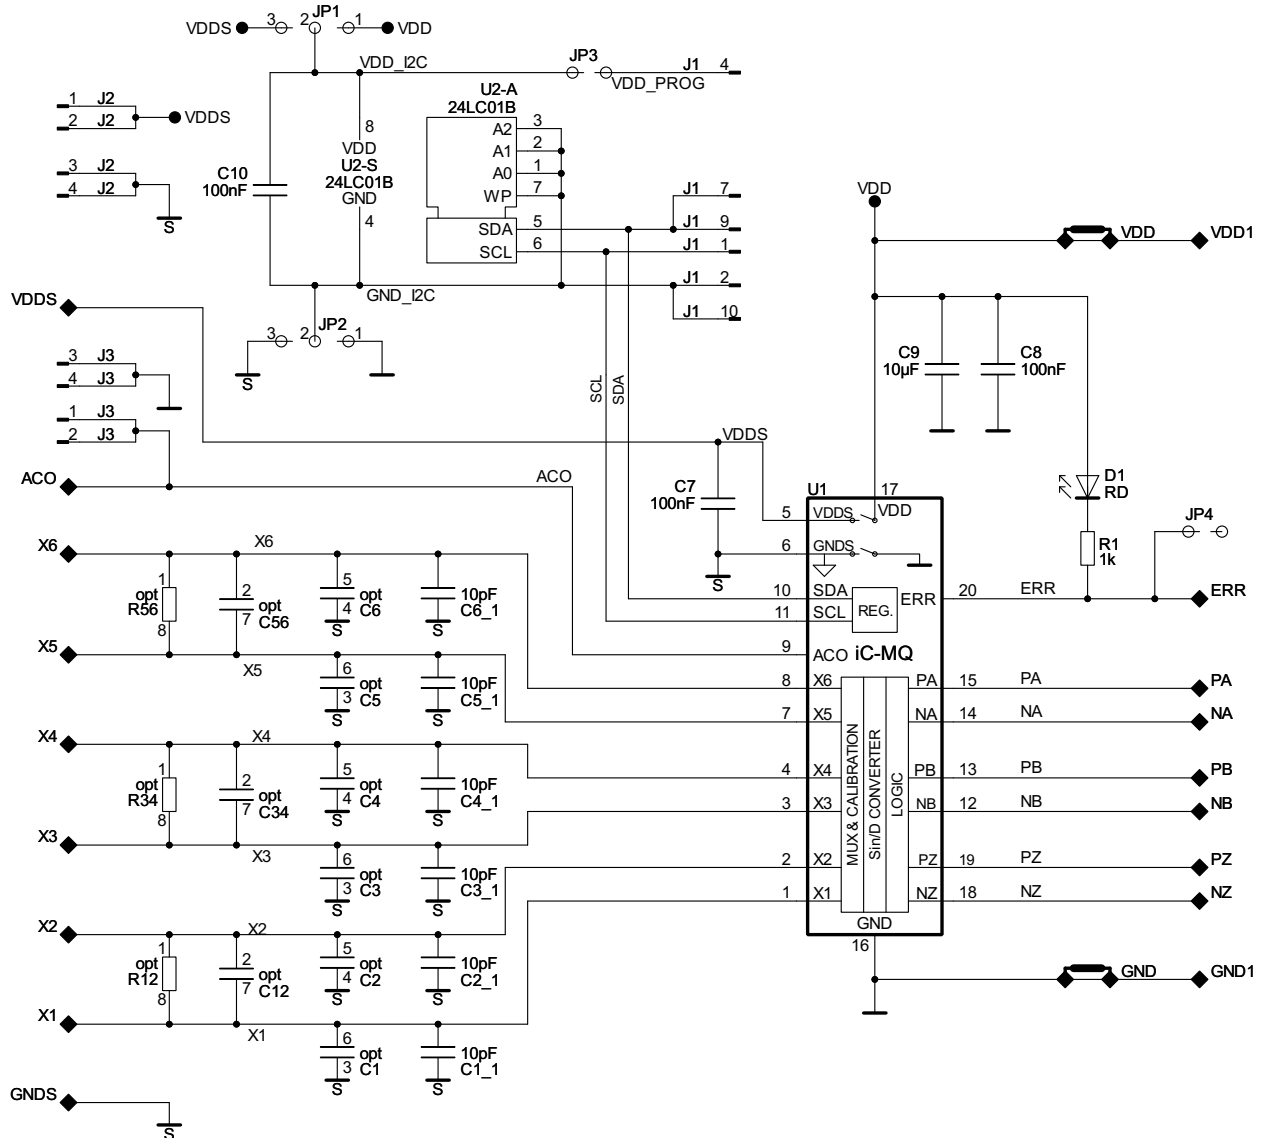 JP1
VDDS 3 2 1 VDD
VDD_I2C
JP3
VDD_PROG
J1 4
1 J2
2 J2
VDDS
3 J2
4 J2
S
C10
100nF
8
VDD
U2-S
24LC01B
GND
4
U2-A
24LC01B
A2 3
A1 2
A0 1
WP 7
SDA 5
SCL 6
J1 7
J1 9
J1 1
J1 2
J1 10
GND_I2C
3 2 JP2 1
S
VDDS
3 J3
4 J3
1 J3
2 J3
ACO
ACO
SCL
SDA
VDDS
C7
100nF
S
VDD
VDD
VDD1
C9
10µF
C8
100nF
D1
RD
R1
1k
JP4
U1
17
5 VDDS VDD
6 GNDS
10 SDA
11 SCL
REG.
ERR 20 ERR
ERR
9 ACO iC-MQ
8 X6
7 X5
4 X4
3 X3
2 X2
1 X1
MUX & CALIBRATION
Sin/D CONVERTER
LOGIC
PA 15 PA
PA
NA 14 NA
NA
PB 13 PB
PB
NB 12 NB
NB
PZ 19 PZ
PZ
NZ 18 NZ
NZ
GND
16
GND
GND1
X6
X6
1
opt
R56
8
2
opt
7 C56
5
opt
4 C6
S
10pF
C6_1
S
X5
X5
6
opt
3 C5
S
10pF
C5_1
S
X4
X4
1
opt
R34
8
2
opt
7 C34
5
opt
4 C4
S
10pF
C4_1
S
X3
X3
6
opt
3 C3
S
10pF
C3_1
S
X2
X2
1
opt
R12
8
2
opt
7 C12
5
opt
4 C2
S
10pF
C2_1
S
X1
X1
6
opt
3 C1
S
10pF
C1_1
S
GNDS
S